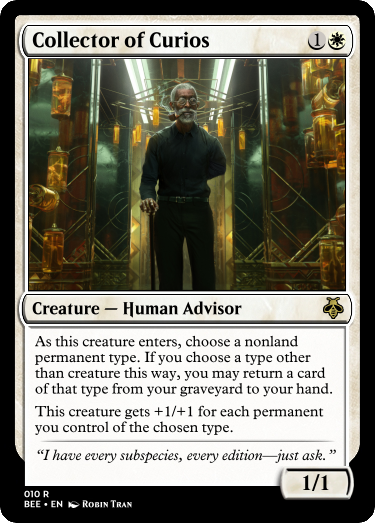 Collector of Curios 1
Creature — Human Advisor
As this creature enters, choose a nonland
permanent type. If you choose a type other
than creature this way, you may return a card
of that type from your graveyard to your hand.
This creature gets +1/+1 for each permanent
you control of the chosen type.
“I have every subspecies, every edition—just ask.”
1/1
010 R
BEE • EN Robin Tran